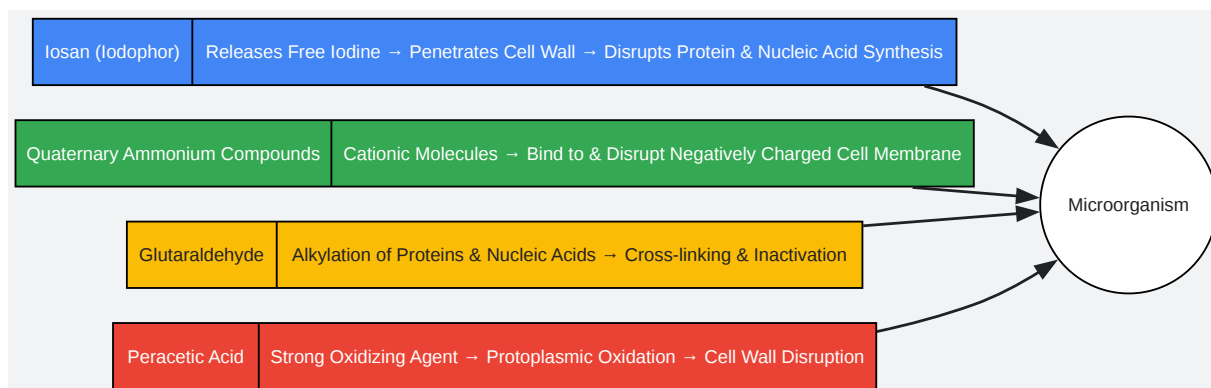 Iosan (Iodophor)
Releases Free Iodine → Penetrates Cell Wall → Disrupts Protein & Nucleic Acid Synthesis
Quaternary Ammonium Compounds
Cationic Molecules → Bind to & Disrupt Negatively Charged Cell Membrane
Microorganism
Glutaraldehyde
Alkylation of Proteins & Nucleic Acids → Cross-linking & Inactivation
Peracetic Acid
Strong Oxidizing Agent → Protoplasmic Oxidation → Cell Wall Disruption